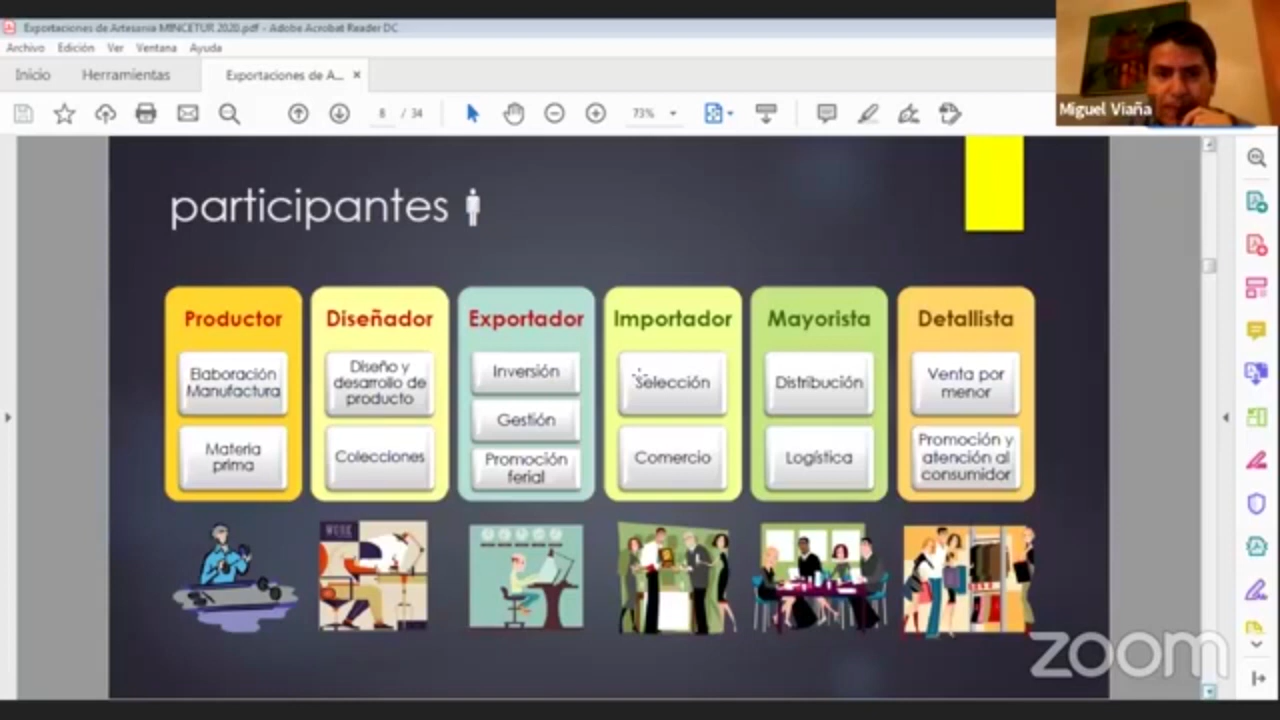 Exportaciones de Artesania MINCETUR 2020.pdf - Adobe Acrobat Reader DC
Archivo Edición Ver Ventana Ayuda
Inicio Herramientas Exportaciones de A... ×
8 / 34 73%
Miguel Viaña
participantes
Productor
Elaboración
Manufactura
Materia
prima
Diseñador
Diseño y
desarrollo de
producto
Colecciones
Exportador
Inversión
Gestión
Promoción
ferial
Importador
Selección
Comercio
Mayorista
Distribución
Logística
Detallista
Venta por
menor
Promoción y
atención al
consumidor
WORK
zoom